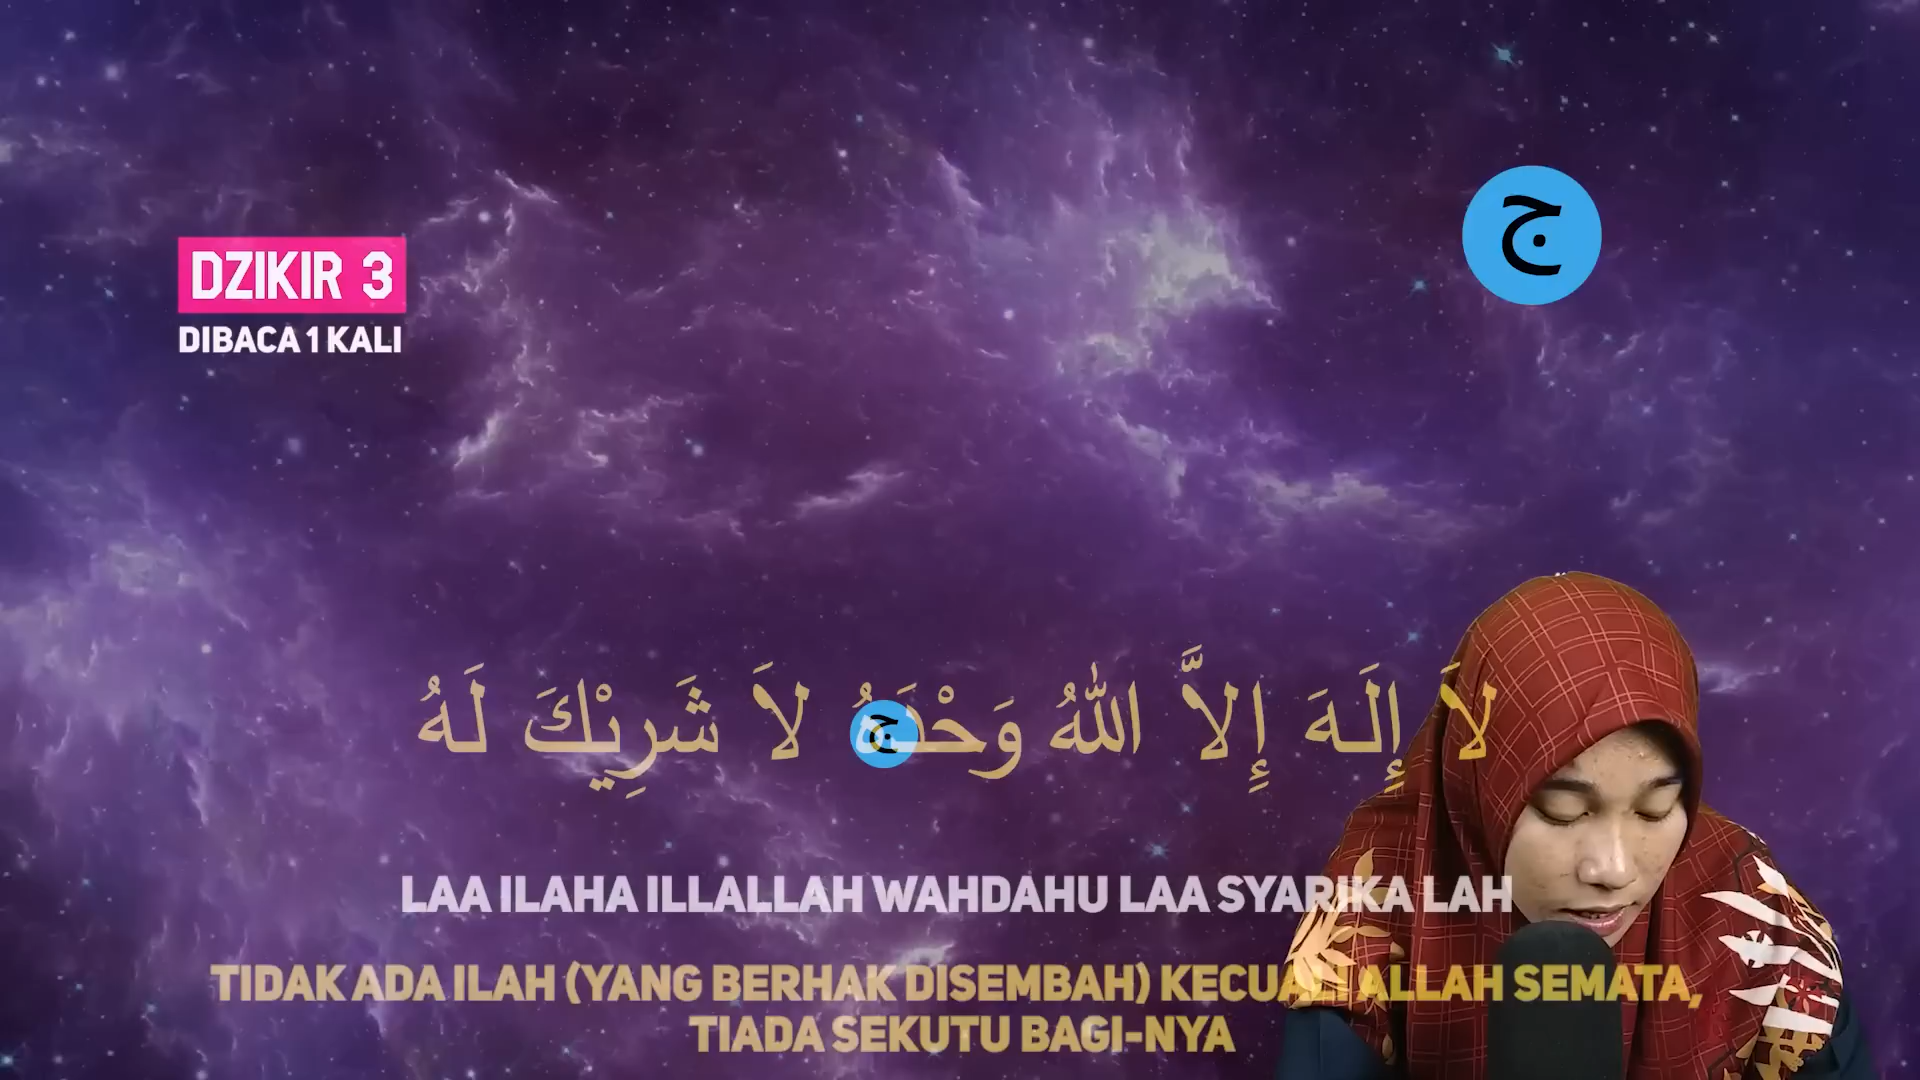 ج
DZIKIR 3
DIBACA 1 KALI
لاَ إِلَهَ إِلاَّ اللهُ وَحْدَهُ لاَ شَرِيْكَ لَهُ
ج
LAA ILAHA ILLALLAH WAHDAHU LAA SYARIKA LAH
TIDAK ADA ILAH (YANG BERHAK DISEMBAH) KECUALI ALLAH SEMATA,
TIADA SEKUTU BAGI-NYA